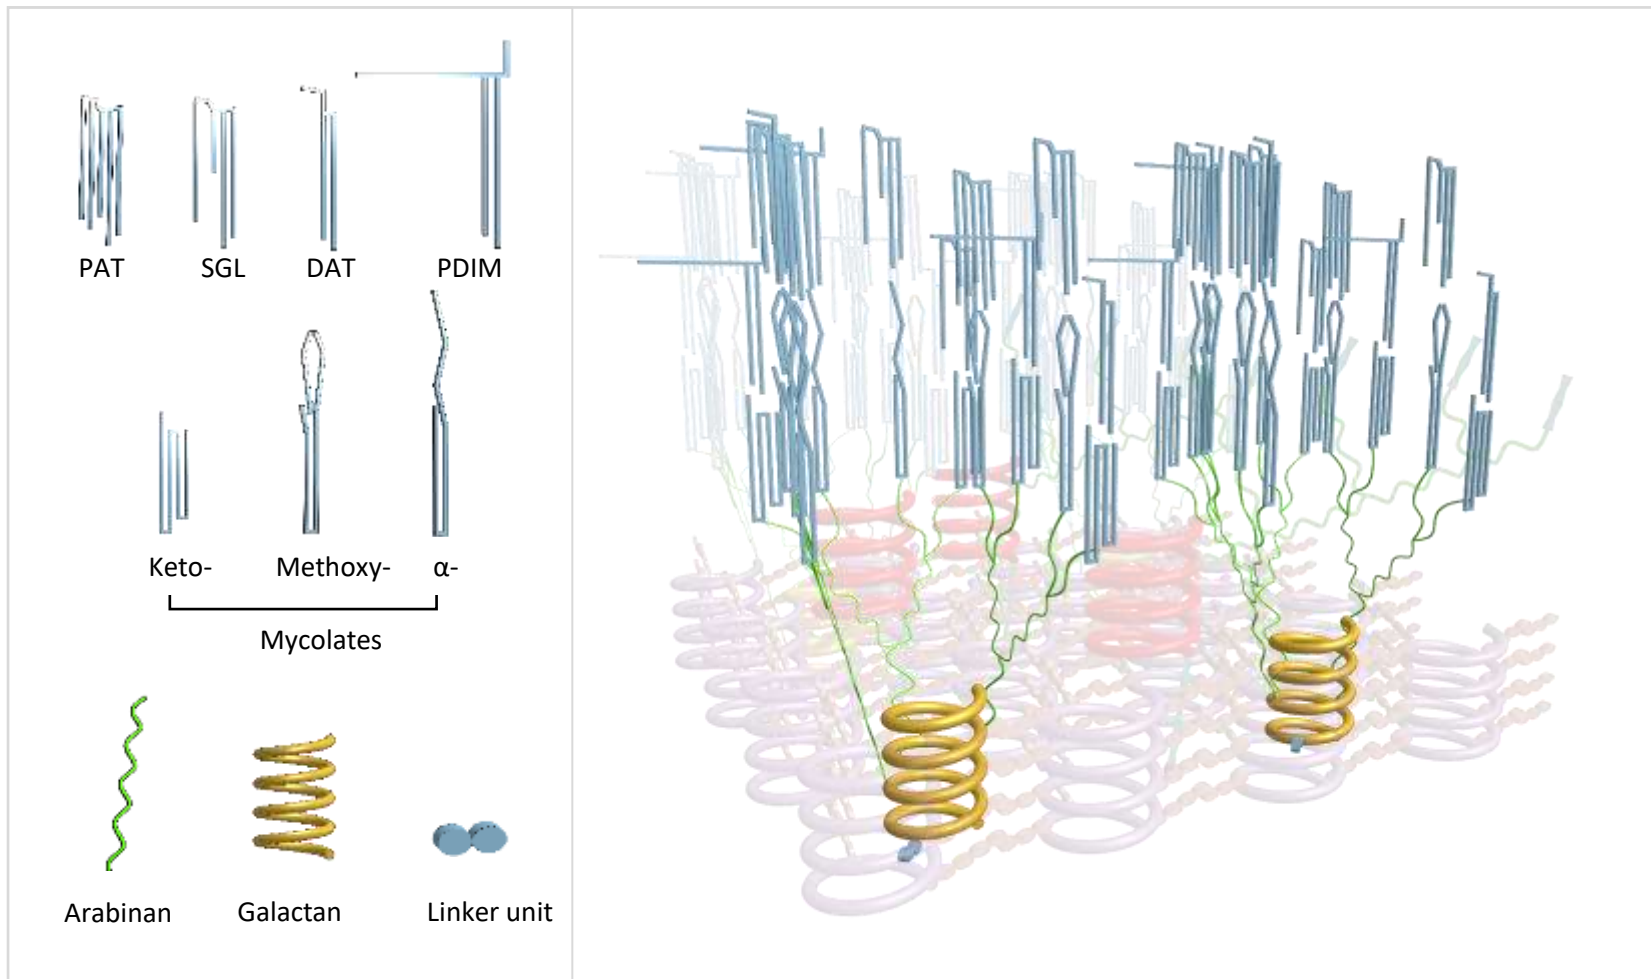 PAT SGL DAT PDIM
Keto- Methoxy- α-
Mycolates
Arabinan Galactan Linker unit